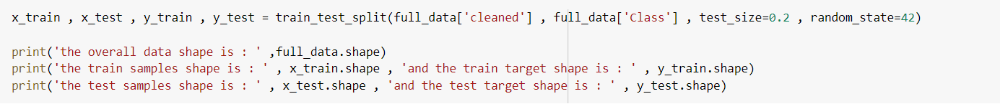 x_train , x_test , y_train , y_test = train_test_split(full_data['cleaned'] , full_data['Class'] , test_size=0.2 , random_state=42)
print('the overall data shape is : ' ,full_data.shape)
print('the train samples shape is : ' , x_train.shape , 'and the train target shape is : ' , y_train.shape)
print('the test samples shape is : ' , x_test.shape , 'and the test target shape is : ' , y_test.shape)